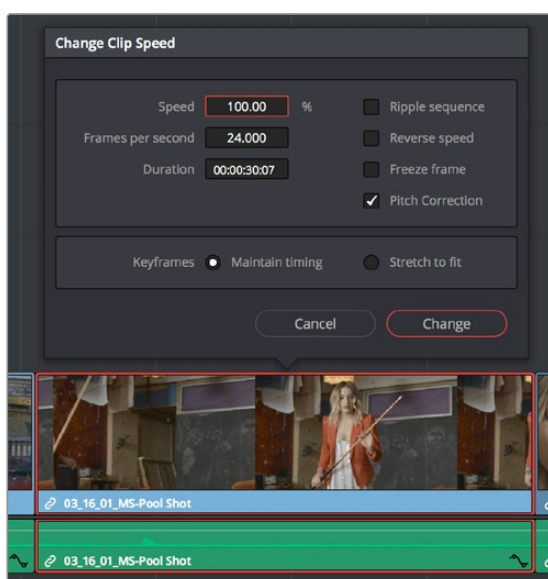 Change Clip Speed
Speed 100.00 % Ripple sequence
Frames per second 24.000 Reverse speed
Duration 00:00:30:07 Freeze frame
Pitch Correction
Keyframes Maintain timing Stretch to fit
Cancel Change
03_16_01_MS-Pool Shot
03_16_01_MS-Pool Shot